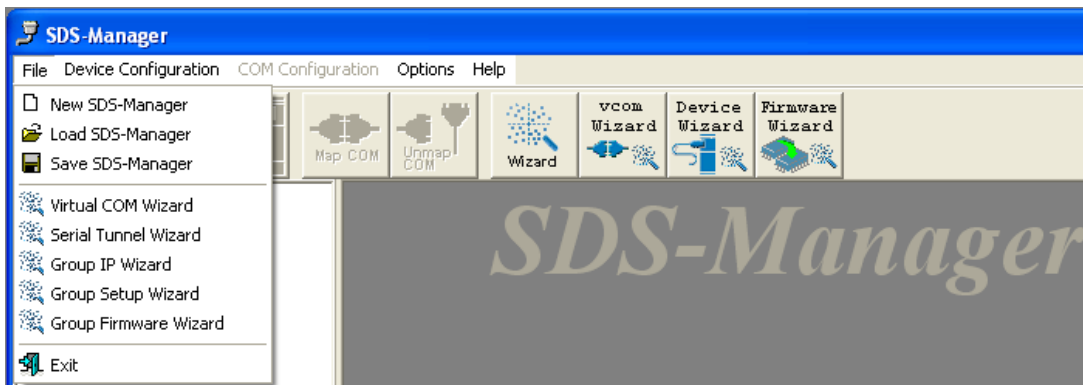 SDS-Manager
File Device Configuration COM Configuration Options Help
New SDS-Manager
Load SDS-Manager
Save SDS-Manager
Virtual COM Wizard
Serial Tunnel Wizard
Group IP Wizard
Group Setup Wizard
Group Firmware Wizard
Exit
Map COM
Unmap
COM
Wizard
vcom
Wizard
Device
Wizard
Firmware
Wizard
SDS-Manager